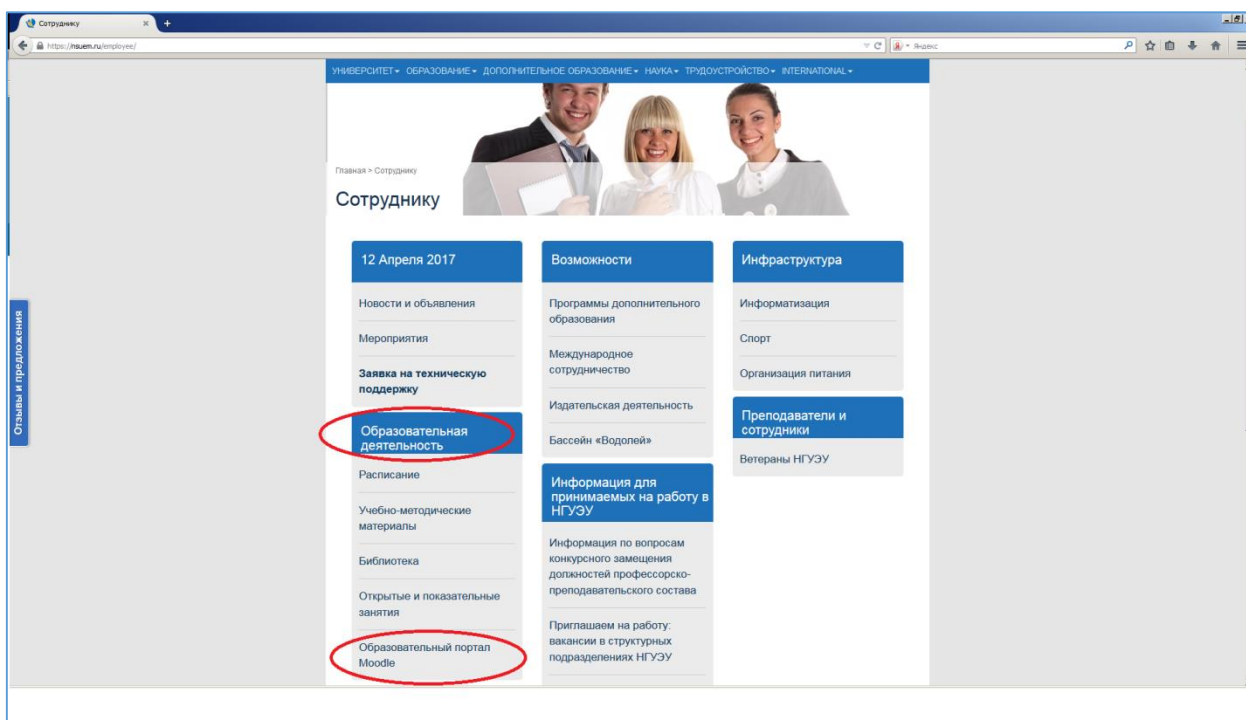 Сотруднику
https://nsuem.ru/employee/
Яндекс
УНИВЕРСИТЕТ ОБРАЗОВАНИЕ ДОПОЛНИТЕЛЬНОЕ ОБРАЗОВАНИЕ НАУКА ТРУДОУСТРОЙСТВО INTERNATIONAL
Главная > Сотруднику
Сотруднику
Отзывы и предложения
12 Апреля 2017
Новости и объявления
Мероприятия
Заявка на техническую
поддержку
Образовательная
деятельность
Расписание
Учебно-методические
материалы
Библиотека
Открытые и показательные
занятия
Образовательный портал
Moodle
Возможности
Программы дополнительного
образования
Международное
сотрудничество
Издательская деятельность
Бассейн «Водолей»
Информация для
принимаемых на работу в
НГУЭУ
Информация по вопросам
конкурсного замещения
должностей профессорско-
преподавательского состава
Приглашаем на работу:
вакансии в структурных
подразделениях НГУЭУ
Инфраструктура
Информатизация
Спорт
Организация питания
Преподаватели и
сотрудники
Ветераны НГУЭУ